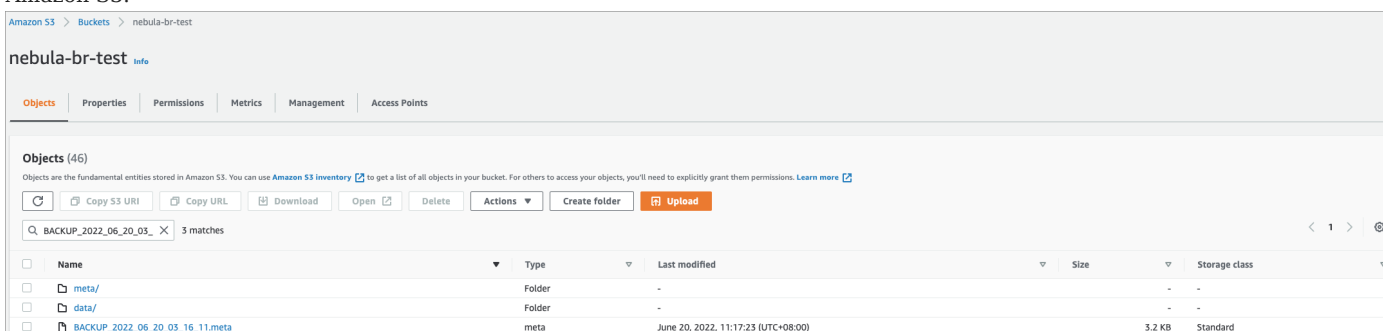 Amazon S3.
Amazon S3 > Buckets > nebula-br-test
nebula-br-test Info
Objects Properties Permissions Metrics Management Access Points
Objects (46)
Objects are the fundamental entities stored in Amazon S3. You can use Amazon S3 inventory to get a list of all objects in your bucket. For others to access your objects, you'll need to explicitly grant them permissions. Learn more
Copy S3 URI Copy URL Download Open Delete Actions Create folder Upload
BACKUP_2022_06_20_03_ 3 matches 1
Name Type Last modified Size Storage class
meta/ Folder - - -
data/ Folder - - -
BACKUP_2022_06_20_03_16_11.meta meta June 20, 2022, 11:17:23 (UTC+08:00) 3.2 KB Standard